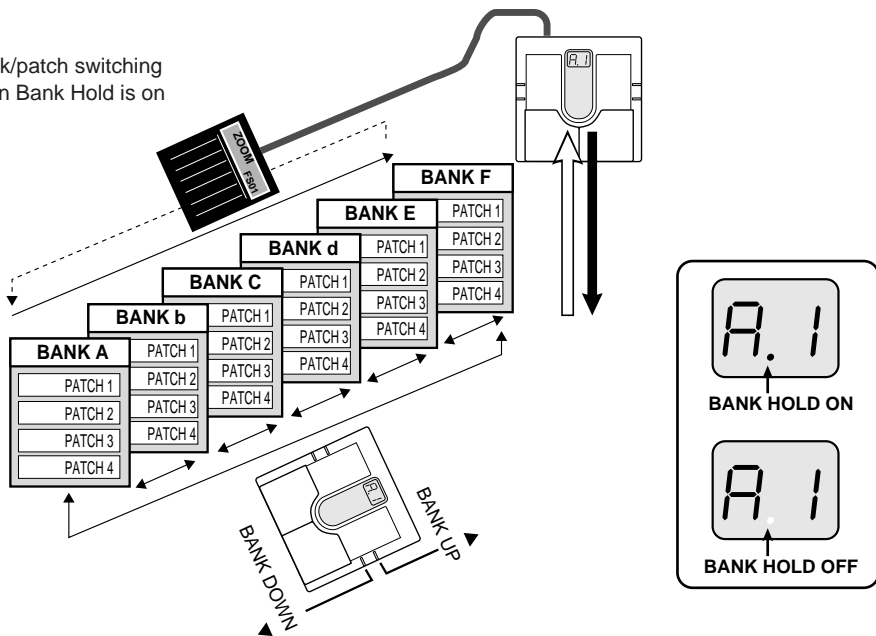 k/patch switching
n Bank Hold is on
A.1
ZOOM FS01
BANK F
PATCH 1
PATCH 2
PATCH 3
PATCH 4
BANK E
PATCH 1
PATCH 2
PATCH 3
PATCH 4
BANK d
PATCH 1
PATCH 2
PATCH 3
PATCH 4
BANK C
PATCH 1
PATCH 2
PATCH 3
PATCH 4
BANK b
PATCH 1
PATCH 2
PATCH 3
PATCH 4
BANK A
PATCH 1
PATCH 2
PATCH 3
PATCH 4
BANK UP
BANK DOWN
A.1
BANK HOLD ON
A 1
BANK HOLD OFF